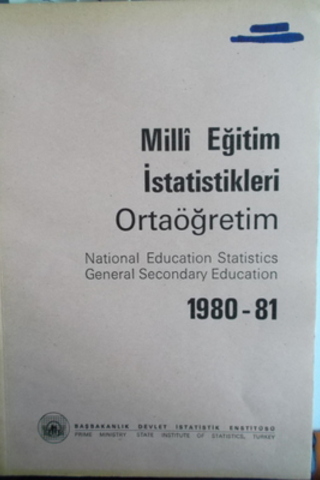 Millî Eğitim
İstatistikleri
Ortaöğretim
National Education Statistics
General Secondary Education
1980-81
BAŞBAKANLIK DEVLET İSTATİSTİK ENSTİTÜSÜ
PRIME MINISTRY STATE INSTITUTE OF STATISTICS, TURKEY